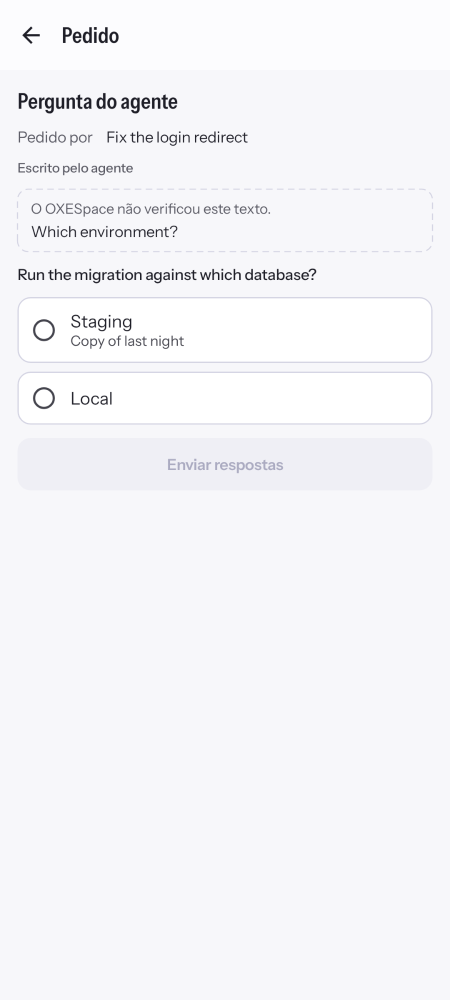 Pedido
Pergunta do agente
Pedido por Fix the login redirect
Escrito pelo agente
O OXESpace não verificou este texto.
Which environment?
Run the migration against which database?
Staging
Copy of last night
Local
Enviar respostas